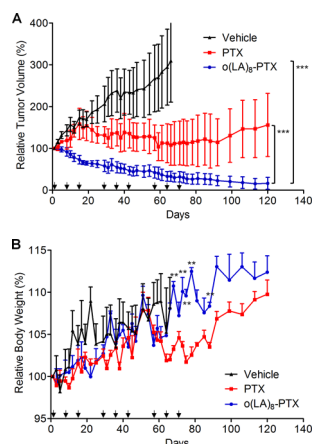 A
Relative Tumor Volume (%)
400
300
200
100
0
Vehicle
PTX
o(LA)₈-PTX
***
***
0 20 40 60 80 100 120 140
Days
B
Relative Body Weight (%)
115
110
105
100
95
**
**
**
**
**
Vehicle
PTX
o(LA)₈-PTX
0 20 40 60 80 100 120 140
Days